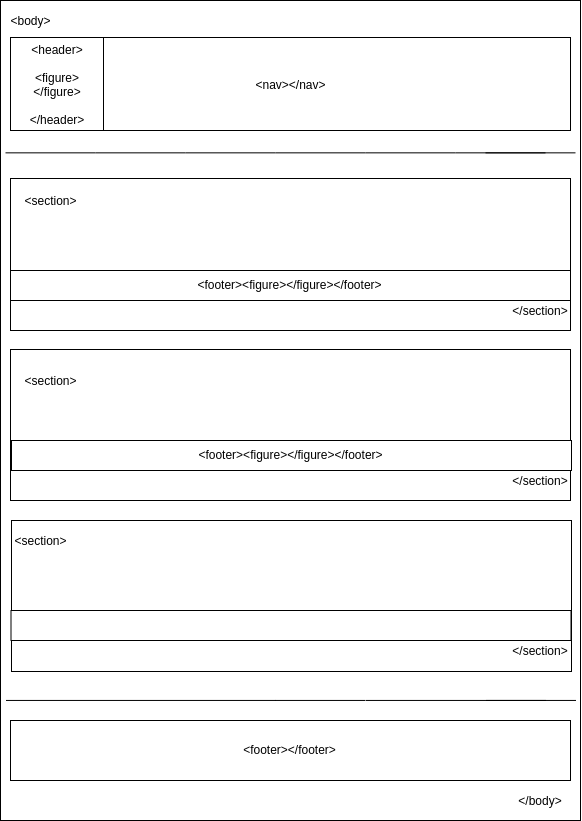 <body>
<header>
<figure>
</figure>
</header>
<nav></nav>
<section>
<footer><figure></figure></footer>
</section>
<section>
<footer><figure></figure></footer>
</section>
<section>
</section>
<footer></footer>
</body>